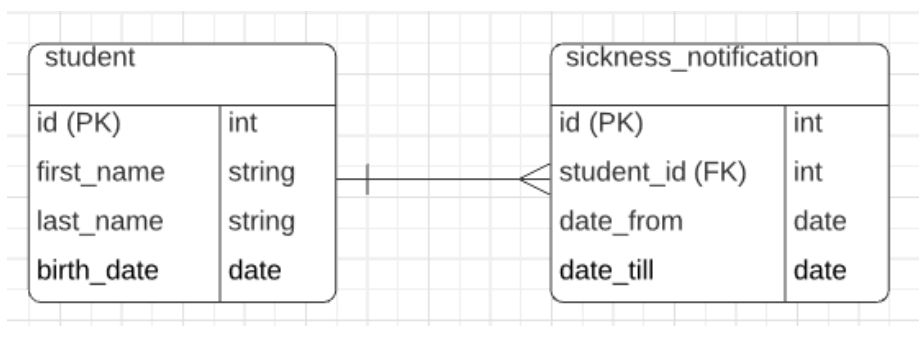 student
id (PK) int
first_name string
last_name string
birth_date date
sickness_notification
id (PK) int
student_id (FK) int
date_from date
date_till date